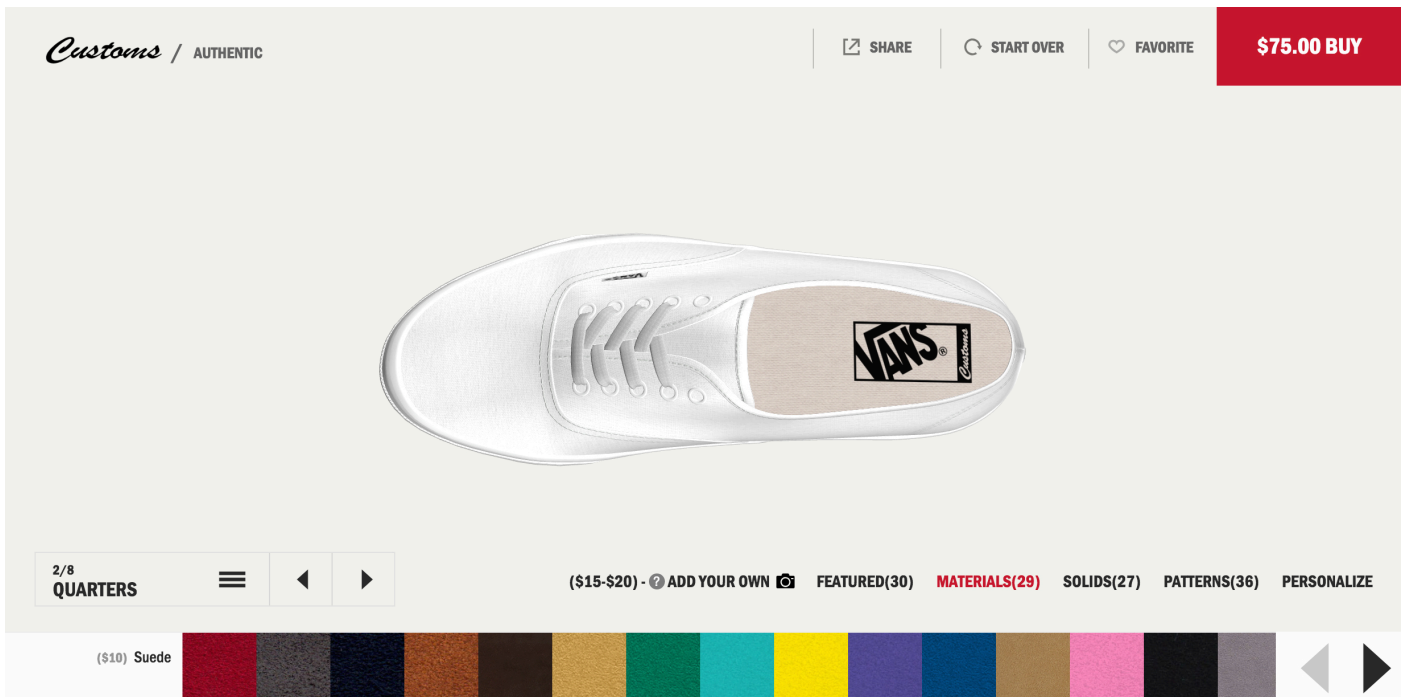 Customs / AUTHENTIC
SHARE
START OVER
FAVORITE
$75.00 BUY
VANS®
Customs
2/8
QUARTERS
($15-$20) - ? ADD YOUR OWN
FEATURED(30)
MATERIALS(29)
SOLIDS(27)
PATTERNS(36)
PERSONALIZE
($10) Suede